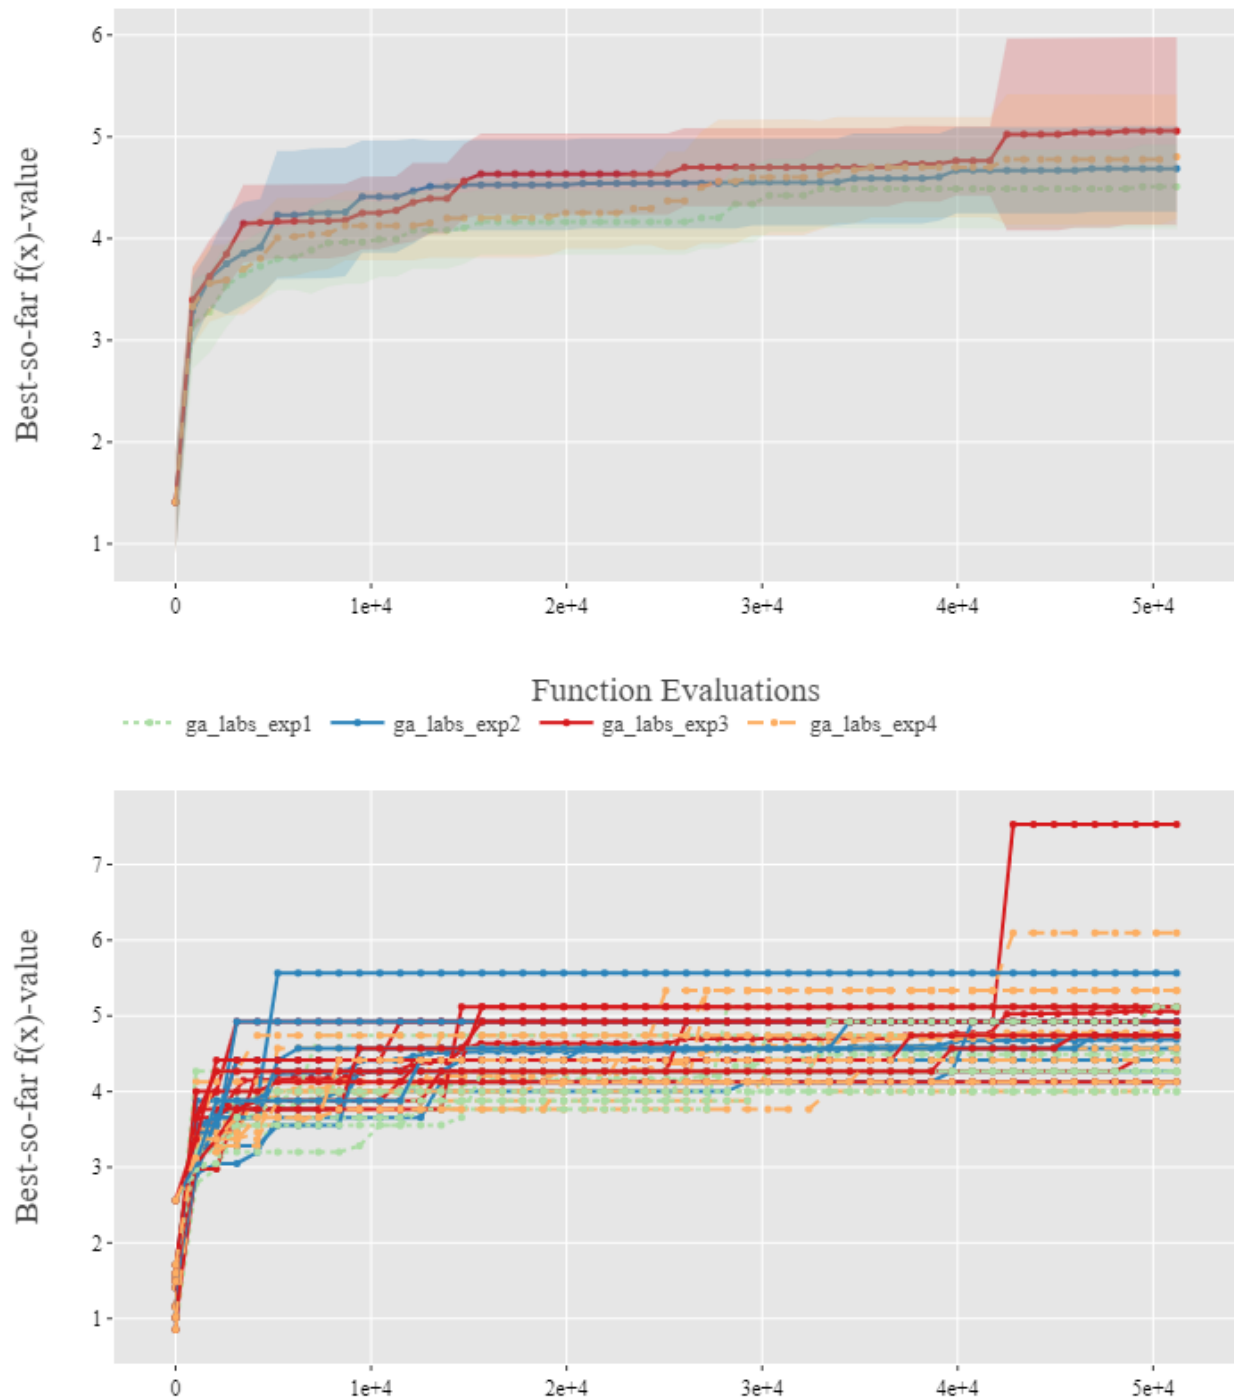 Best-so-far f(x)-value
6
5
4
3
2
1
0 1e+4 2e+4 3e+4 4e+4 5e+4
Function Evaluations
ga_labs_exp1 ga_labs_exp2 ga_labs_exp3 ga_labs_exp4
Best-so-far f(x)-value
7
6
5
4
3
2
1
0 1e+4 2e+4 3e+4 4e+4 5e+4